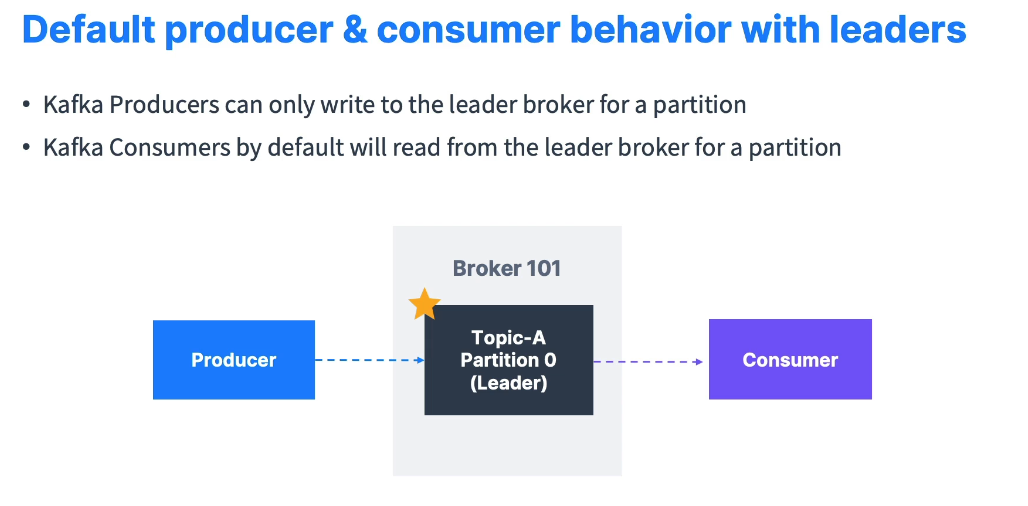 Default producer & consumer behavior with leaders
• Kafka Producers can only write to the leader broker for a partition
• Kafka Consumers by default will read from the leader broker for a partition
Broker 101
Producer
Topic-A
Partition 0
(Leader)
Consumer